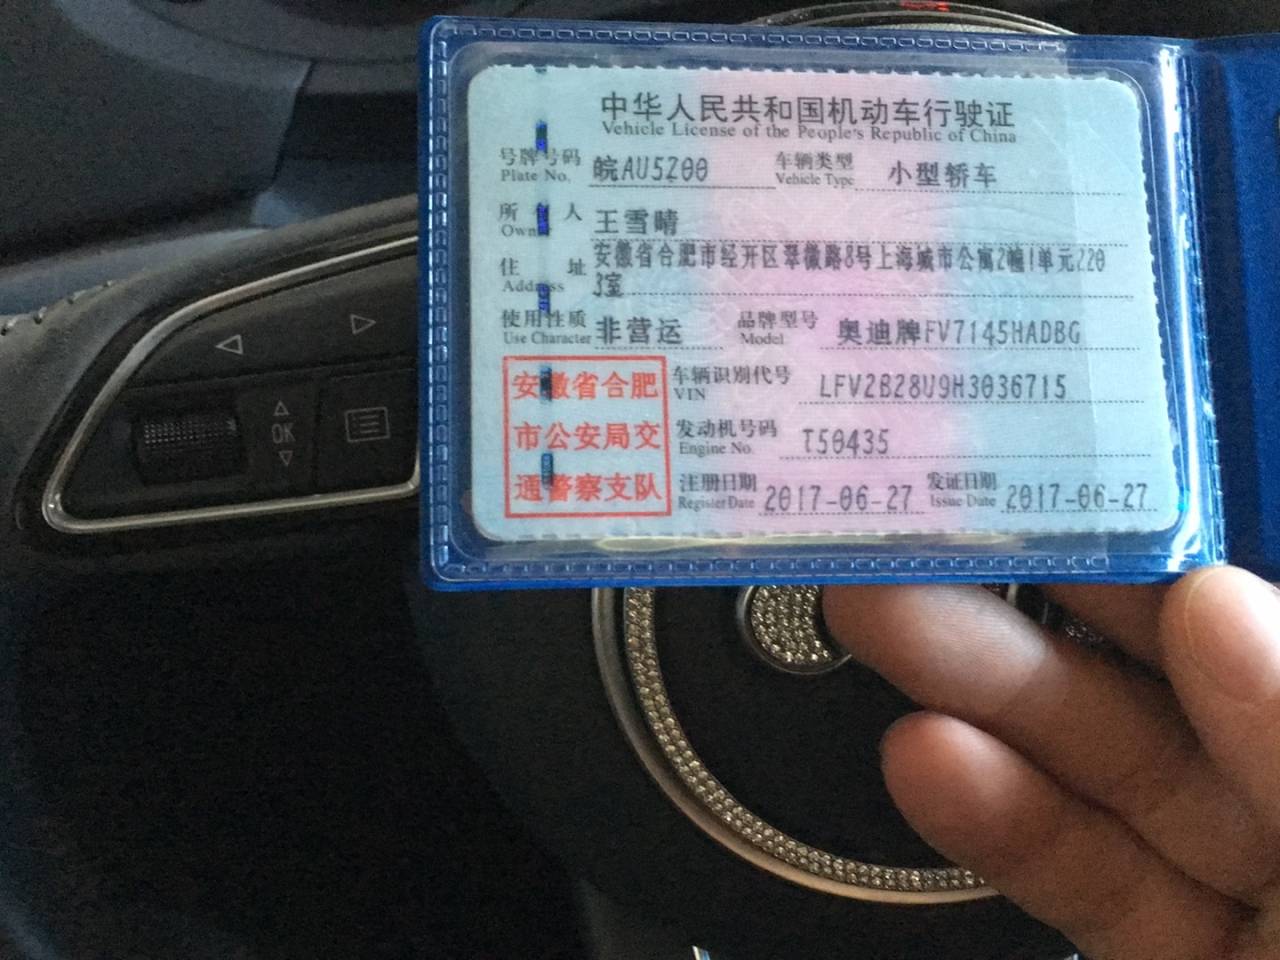 中华人民共和国机动车行驶证
Vehicle License of the People's Republic of China
号牌号码 皖AU5Z00 车辆类型 小型轿车
Plate No. Vehicle Type
所 人 王雪晴
Owner
住 址 安徽省合肥市经开区翠微路8号上海城市公寓2幢1单元220
Address 3室
使用性质 非营运 品牌型号 奥迪牌FV7145HADBG
Use Character Model
安徽省合肥
市公安局交
通警察支队
车辆识别代号 LFV2B28U9H3036715
VIN
发动机号码 T50435
Engine No.
注册日期 2017-06-27 发证日期 2017-06-27
Register Date Issue Date
OK